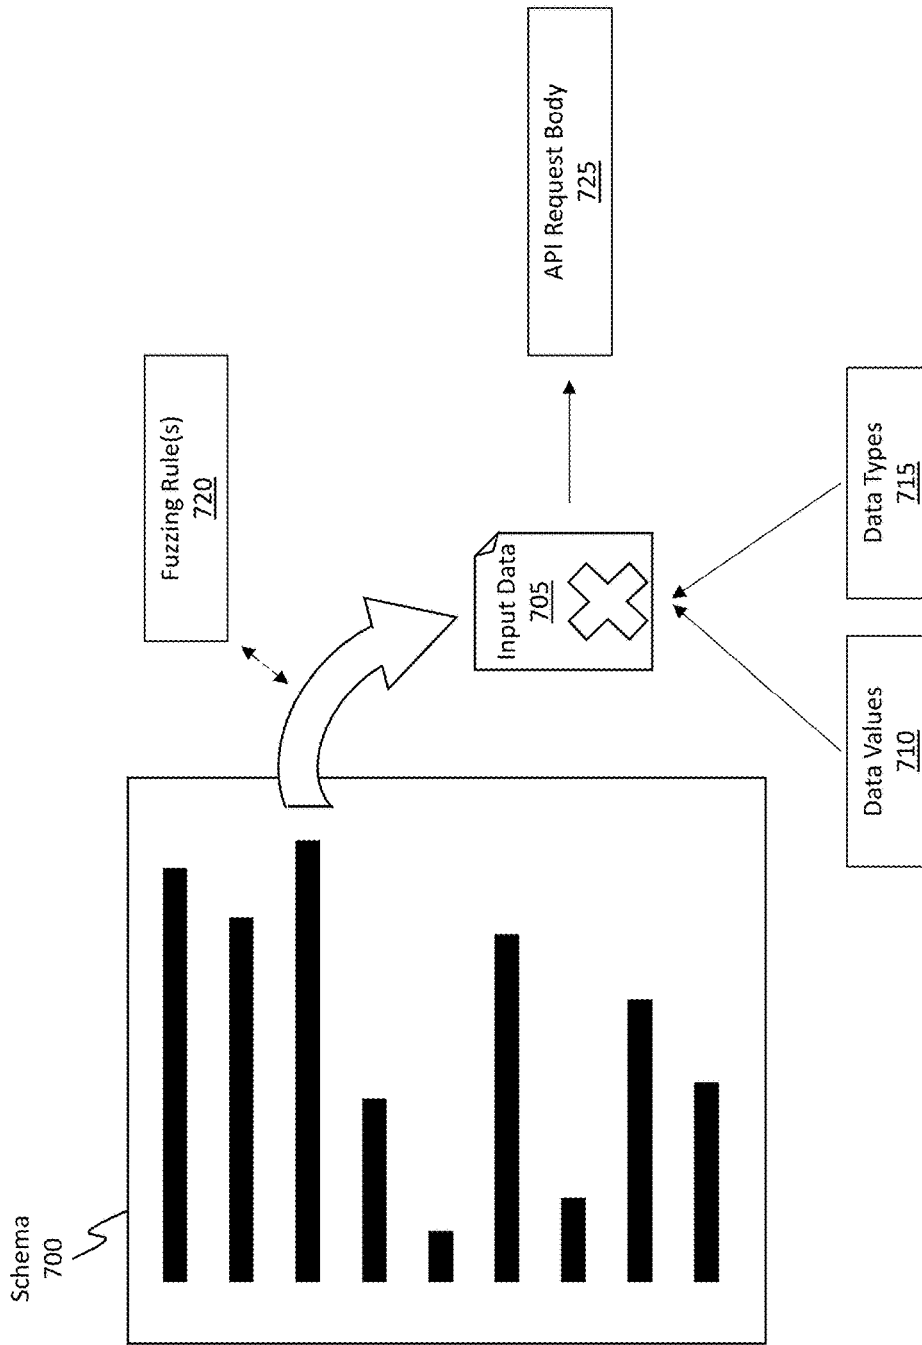 Schema
700
Fuzzing Rule(s)
720
Input Data
705
API Request Body
725
Data Values
710
Data Types
715